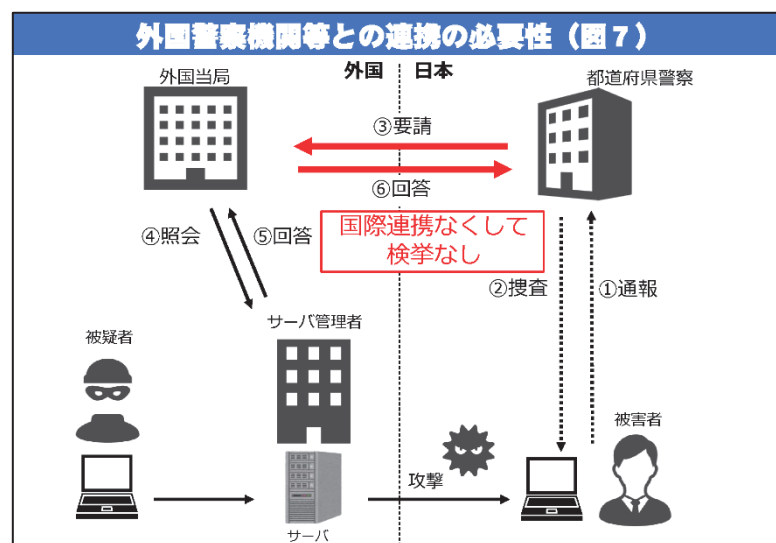 外国警察機関等との連携の必要性（図７）
外国 日本
外国当局
都道府県警察
③要請
⑥回答
国際連携なくして
検挙なし
④照会
⑤回答
②捜査
①通報
サーバ管理者
被疑者
被害者
攻撃
サーバ